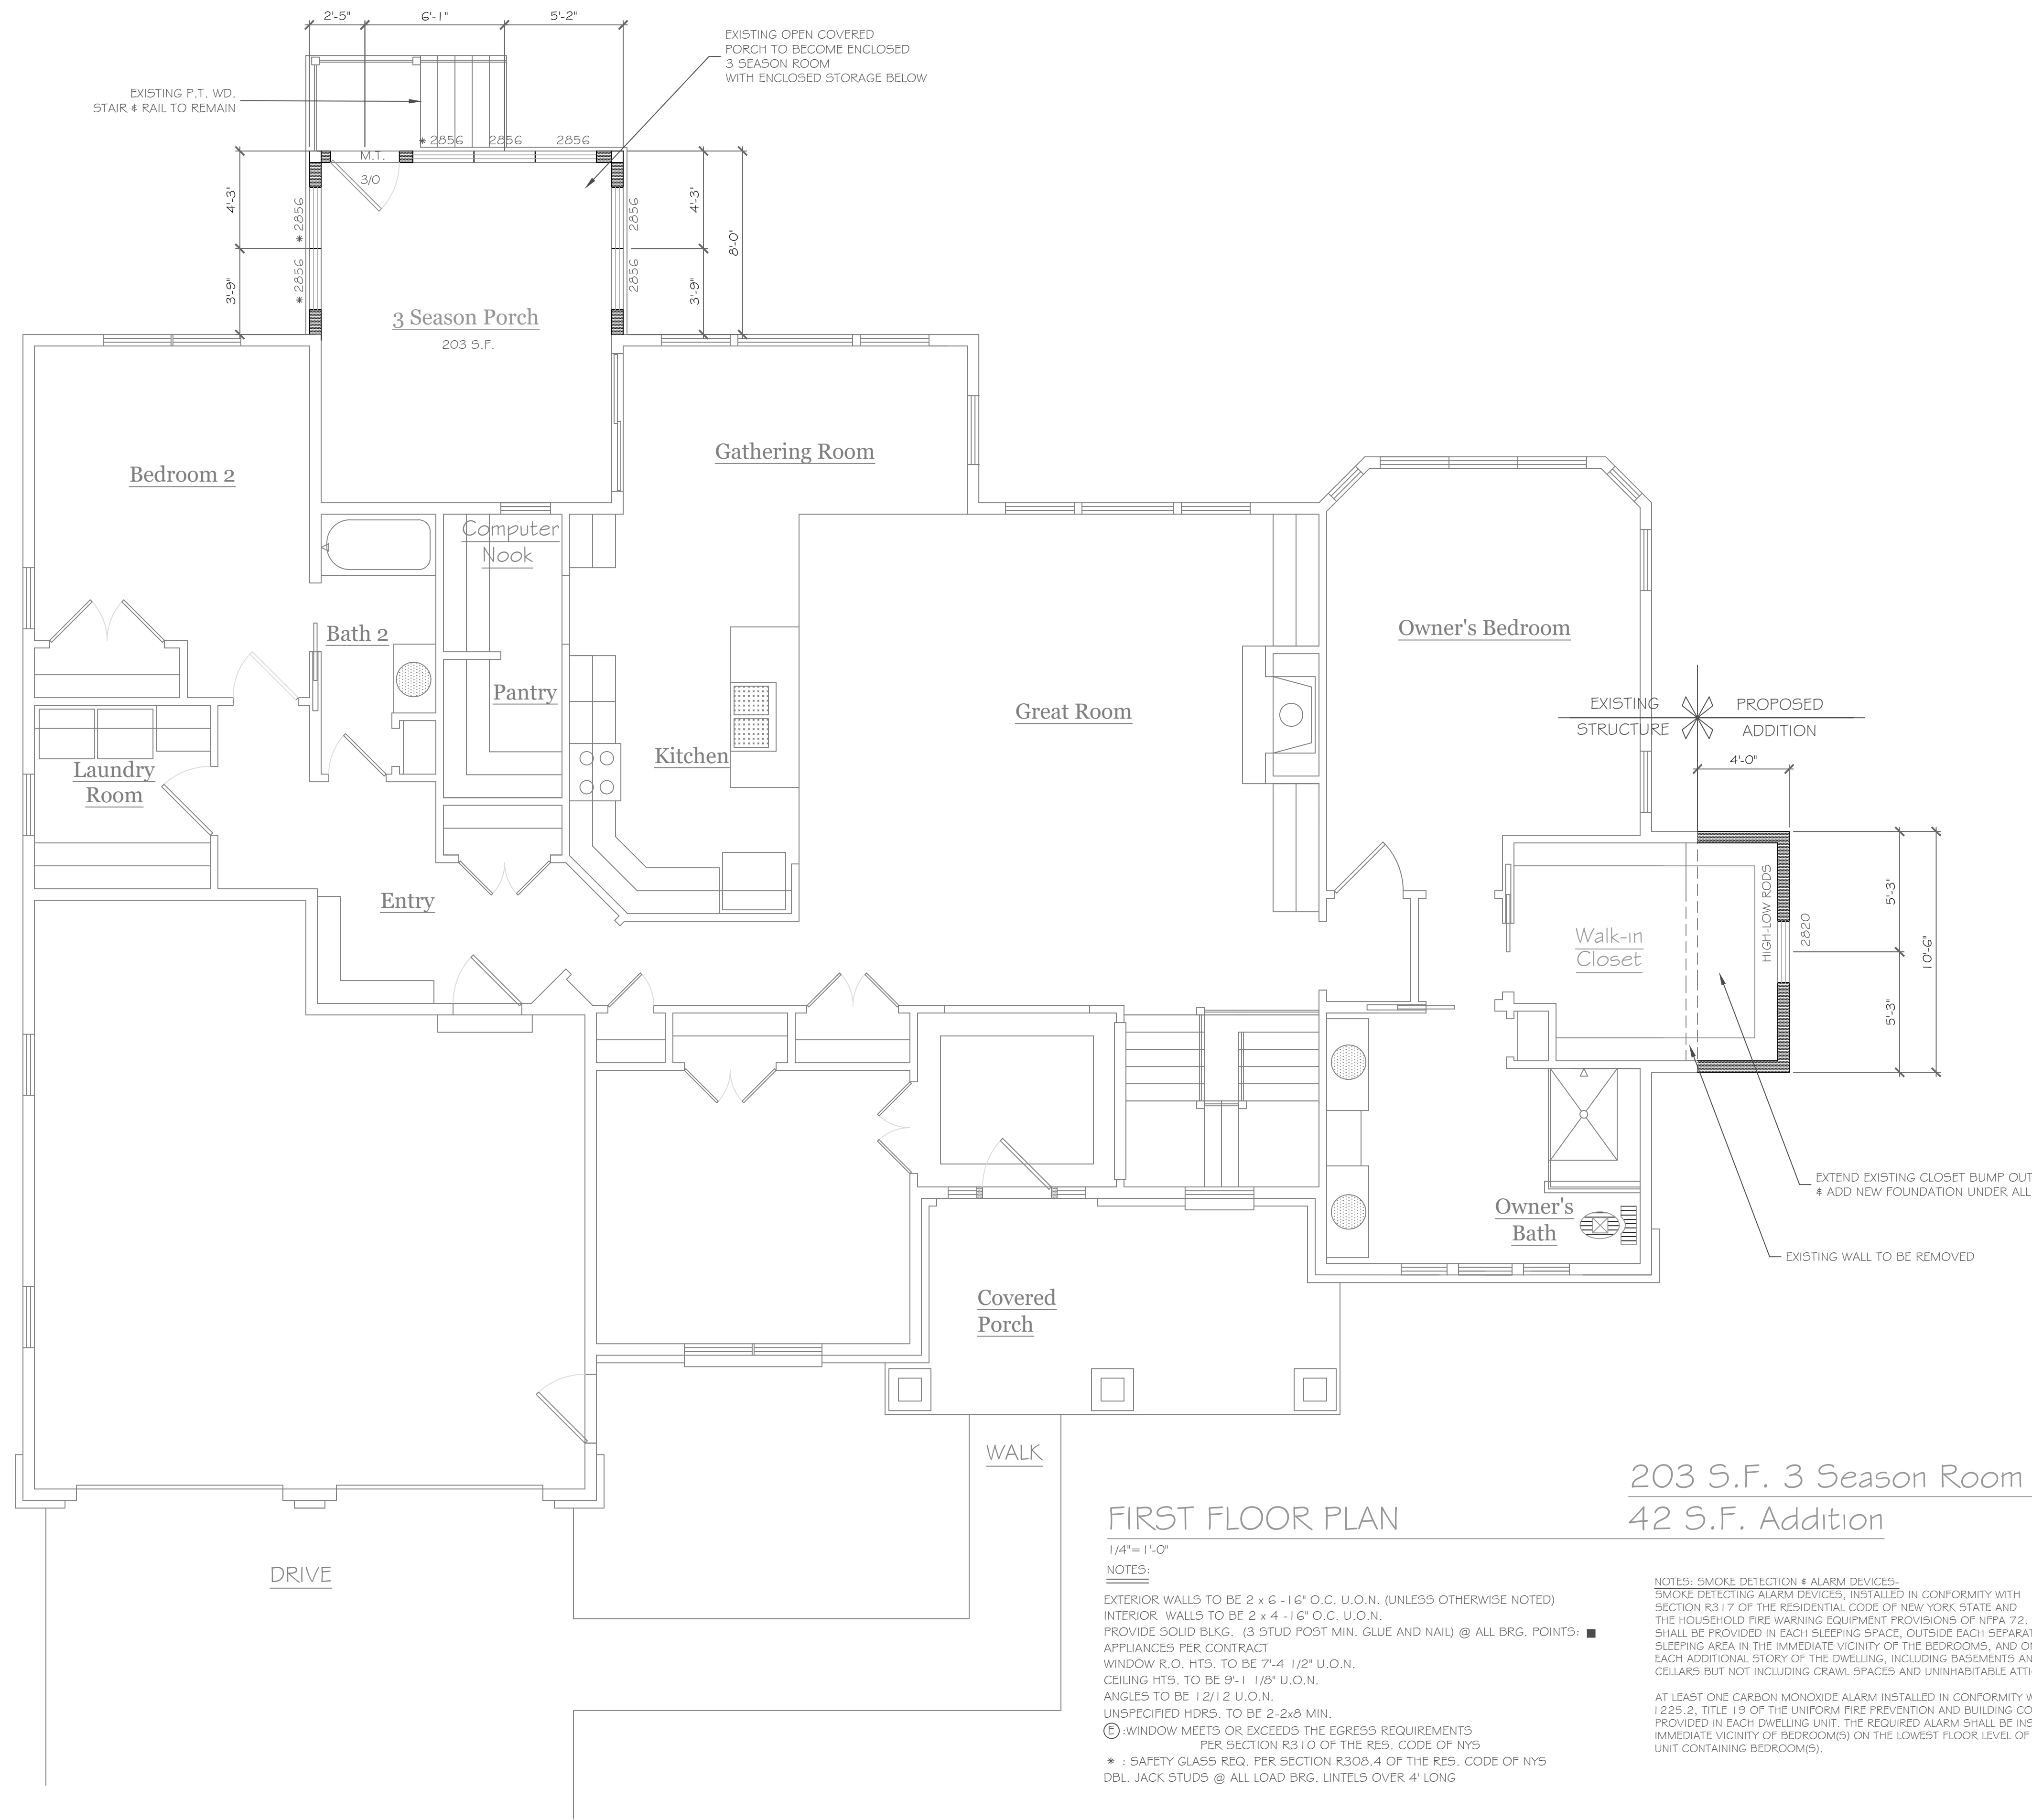 2'-5"
6'-1"
5'-2"
EXISTING OPEN COVERED
PORCH TO BECOME ENCLOSED
3 SEASON ROOM
WITH ENCLOSED STORAGE BELOW
EXISTING P.T. WD.
STAIR & RAIL TO REMAIN
* 2856
2856
2856
M.T.
3/0
4'-3"
3'-9"
* 2856
* 2856
2856
2856
4'-3"
3'-9"
8'-0"
3 Season Porch
203 S.F.
Gathering Room
Bedroom 2
Computer
Nook
Bath 2
Pantry
Owner's Bedroom
Great Room
Kitchen
Laundry
Room
Entry
EXISTING
STRUCTURE
PROPOSED
ADDITION
4'-0"
HIGH-LOW RODS
2820
5'-3"
5'-3"
10'-6"
Walk-in
Closet
EXTEND EXISTING CLOSET BUMP OUT
& ADD NEW FOUNDATION UNDER ALL
EXISTING WALL TO BE REMOVED
Owner's
Bath
Covered
Porch
WALK
DRIVE
203 S.F. 3 Season Room
42 S.F. Addition
FIRST FLOOR PLAN
1/4"=1'-0"
NOTES:
EXTERIOR WALLS TO BE 2 x 6 -16" O.C. U.O.N. (UNLESS OTHERWISE NOTED)
INTERIOR WALLS TO BE 2 x 4 -16" O.C. U.O.N.
PROVIDE SOLID BLKG. (3 STUD POST MIN. GLUE AND NAIL) @ ALL BRG. POINTS: ■
APPLIANCES PER CONTRACT
WINDOW R.O. HTS. TO BE 7'-4 1/2" U.O.N.
CEILING HTS. TO BE 9'-1 1/8" U.O.N.
ANGLES TO BE 12/12 U.O.N.
UNSPECIFIED HDRS. TO BE 2-2x8 MIN.
E :WINDOW MEETS OR EXCEEDS THE EGRESS REQUIREMENTS
PER SECTION R310 OF THE RES. CODE OF NYS
* : SAFETY GLASS REQ. PER SECTION R308.4 OF THE RES. CODE OF NYS
DBL. JACK STUDS @ ALL LOAD BRG. LINTELS OVER 4' LONG
NOTES: SMOKE DETECTION & ALARM DEVICES-
SMOKE DETECTING ALARM DEVICES, INSTALLED IN CONFORMITY WITH
SECTION R317 OF THE RESIDENTIAL CODE OF NEW YORK STATE AND
THE HOUSEHOLD FIRE WARNING EQUIPMENT PROVISIONS OF NFPA 72.
SHALL BE PROVIDED IN EACH SLEEPING SPACE, OUTSIDE EACH SEPARAT
SLEEPING AREA IN THE IMMEDIATE VICINITY OF THE BEDROOMS, AND O
EACH ADDITIONAL STORY OF THE DWELLING, INCLUDING BASEMENTS AN
CELLARS BUT NOT INCLUDING CRAWL SPACES AND UNINHABITABLE ATTI
AT LEAST ONE CARBON MONOXIDE ALARM INSTALLED IN CONFORMITY W
1225.2, TITLE 19 OF THE UNIFORM FIRE PREVENTION AND BUILDING CO
PROVIDED IN EACH DWELLING UNIT. THE REQUIRED ALARM SHALL BE INS
IMMEDIATE VICINITY OF BEDROOM(S) ON THE LOWEST FLOOR LEVEL OF
UNIT CONTAINING BEDROOM(S).